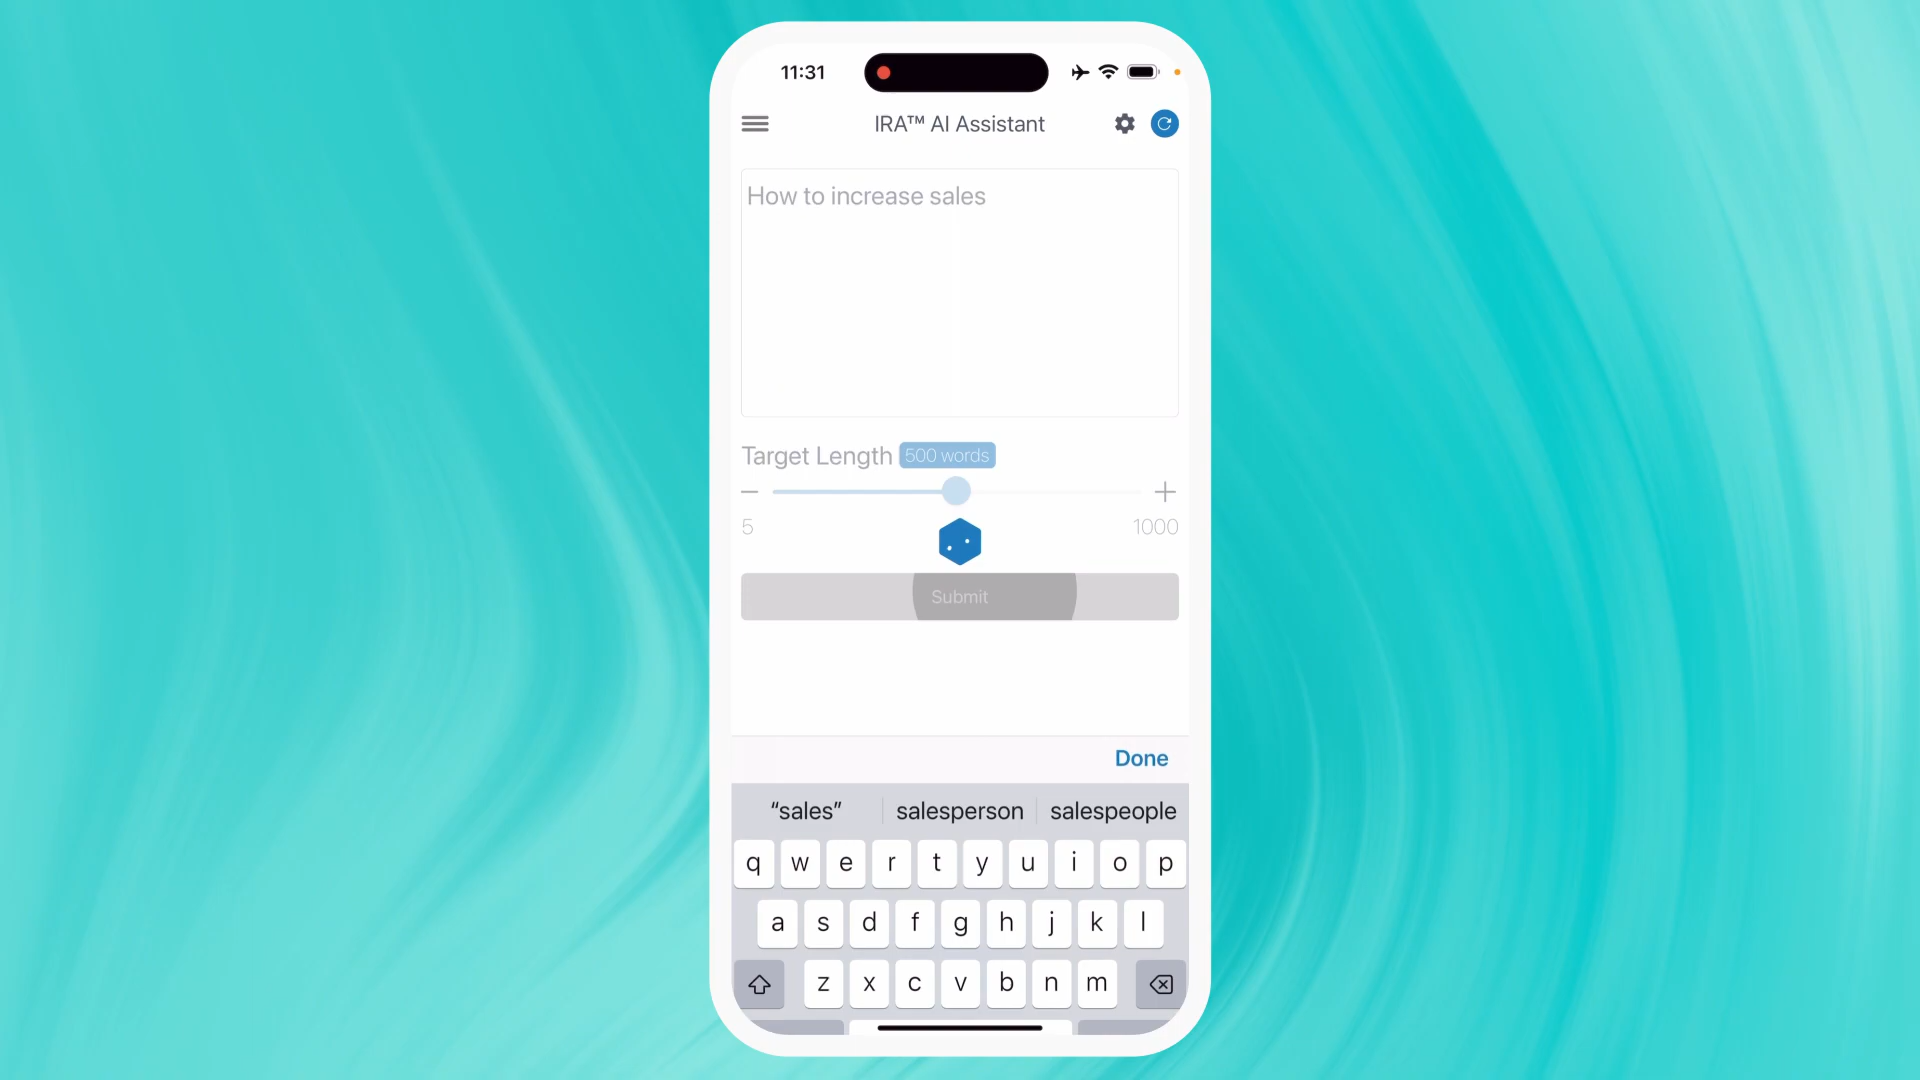 11:31
IRA™ AI Assistant
How to increase sales
Target Length 500 words
5 1000
Submit
Done
“sales” salesperson salespeople
q w e r t y u i o p
a s d f g h j k l
z x c v b n m